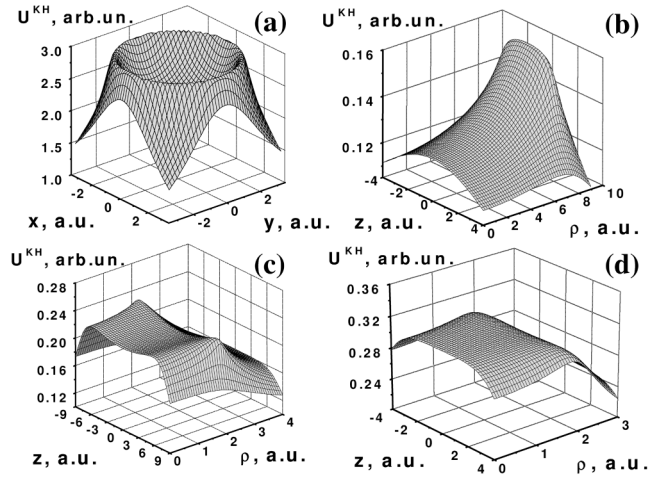 U^KH, arb.un. (a)
3.0
2.5
2.0
1.5
1.0
-2 0 2
-2 0 2
x, a.u. y, a.u.
U^KH, arb.un. (b)
0.16
0.14
0.12
-4 -2 0 2 4
0 2 4 6 8 10
z, a.u. ρ, a.u.
U^KH, arb.un. (c)
0.28
0.24
0.20
0.16
0.12
-9 -6 -3 0 3 6 9
0 1 2 3 4
z, a.u. ρ, a.u.
U^KH, arb.un. (d)
0.36
0.32
0.28
0.24
-4 -2 0 2 4
0 1 2 3
z, a.u. ρ, a.u.